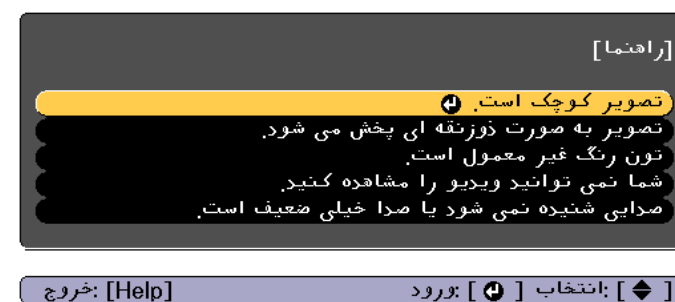 [راهنما]
تصویر کوچک است.
تصویر به صورت ذوزنقه ای پخش می شود.
تون رنگ غیر معمول است.
شما نمی توانید ویدیو را مشاهده کنید.
صدایی شنیده نمی شود یا صدا خیلی ضعیف است.
[ ] :انتخاب [ ] :ورود [Help] :خروج